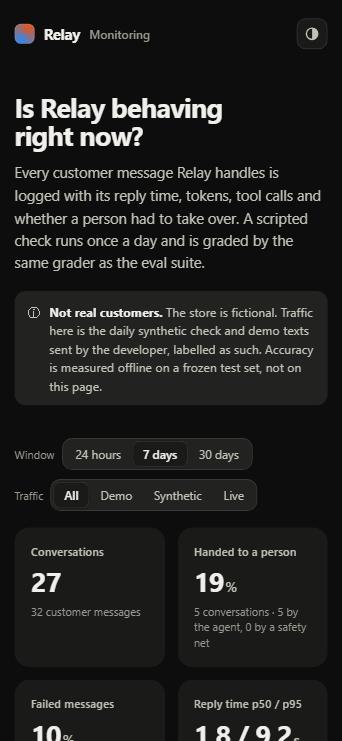 Relay Monitoring
Is Relay behaving
right now?
Every customer message Relay handles is
logged with its reply time, tokens, tool calls and
whether a person had to take over. A scripted
check runs once a day and is graded by the
same grader as the eval suite.
Not real customers. The store is fictional. Traffic
here is the daily synthetic check and demo texts
sent by the developer, labelled as such. Accuracy
is measured offline on a frozen test set, not on
this page.
Window 24 hours 7 days 30 days
Traffic All Demo Synthetic Live
Conversations
27
32 customer messages
Handed to a person
19%
5 conversations · 5 by
the agent, 0 by a safety
net
Failed messages
10%
Reply time p50 / p95
1.8 / 9.2s